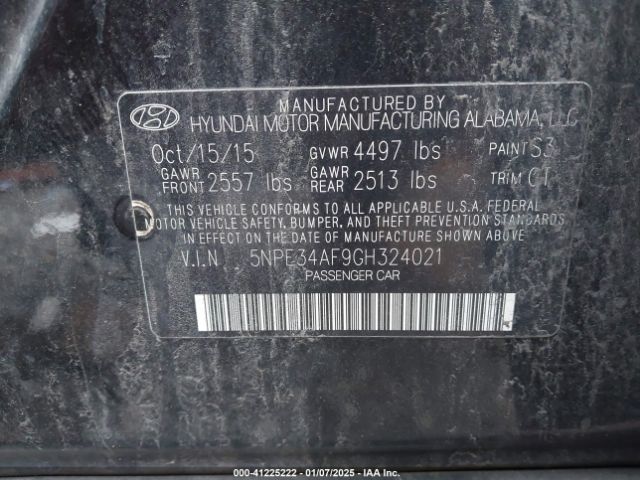 MANUFACTURED BY
HYUNDAI MOTOR MANUFACTURING ALABAMA, LLC
Oct/15/15 GVWR 4497 lbs PAINT S3
GAWR FRONT 2557 lbs GAWR REAR 2513 lbs TRIM CT
THIS VEHICLE CONFORMS TO ALL APPLICABLE U.S.A. FEDERAL
MOTOR VEHICLE SAFETY, BUMPER, AND THEFT PREVENTION STANDARDS
IN EFFECT ON THE DATE OF MANUFACTURE SHOWN ABOVE
V.I.N 5NPE34AF9GH324021
PASSENGER CAR
000-41225222 - 01/07/2025 - IAA Inc.